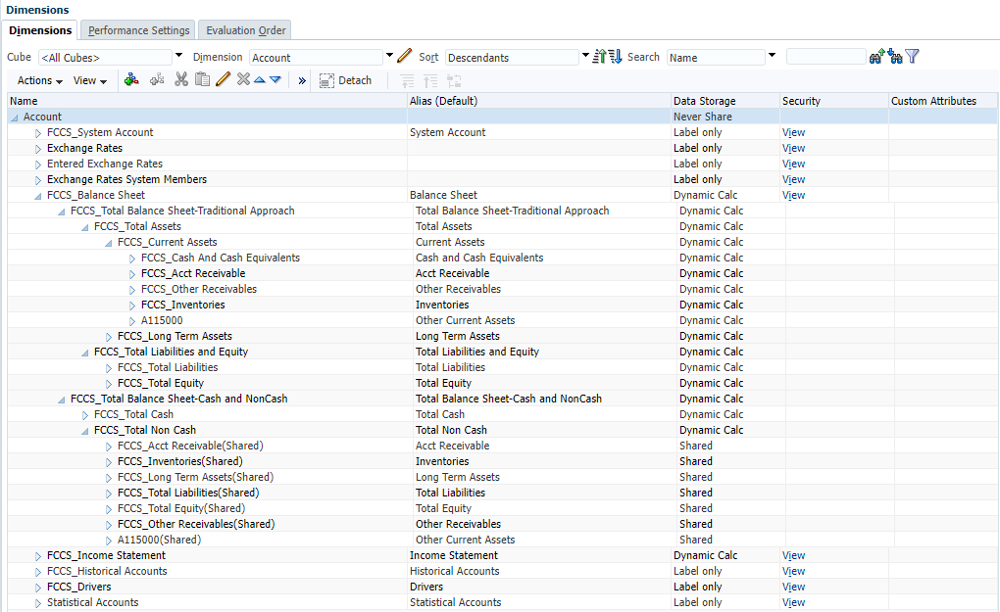 Dimensions
Dimensions Performance Settings Evaluation Order
Cube <All Cubes> Dimension Account Sort Descendants Search Name
Actions View » Detach
Name Alias (Default) Data Storage Security Custom Attributes
Account Never Share
FCCS_System Account System Account Label only View
Exchange Rates Label only View
Entered Exchange Rates Label only View
Exchange Rates System Members Label only View
FCCS_Balance Sheet Balance Sheet Dynamic Calc View
FCCS_Total Balance Sheet-Traditional Approach Total Balance Sheet-Traditional Approach Dynamic Calc
FCCS_Total Assets Total Assets Dynamic Calc
FCCS_Current Assets Current Assets Dynamic Calc
FCCS_Cash And Cash Equivalents Cash and Cash Equivalents Dynamic Calc
FCCS_Acct Receivable Acct Receivable Dynamic Calc
FCCS_Other Receivables Other Receivables Dynamic Calc
FCCS_Inventories Inventories Dynamic Calc
A115000 Other Current Assets Dynamic Calc
FCCS_Long Term Assets Long Term Assets Dynamic Calc
FCCS_Total Liabilities and Equity Total Liabilities and Equity Dynamic Calc
FCCS_Total Liabilities Total Liabilities Dynamic Calc
FCCS_Total Equity Total Equity Dynamic Calc
FCCS_Total Balance Sheet-Cash and NonCash Total Balance Sheet-Cash and NonCash Dynamic Calc
FCCS_Total Cash Total Cash Dynamic Calc
FCCS_Total Non Cash Total Non Cash Dynamic Calc
FCCS_Acct Receivable(Shared) Acct Receivable Shared
FCCS_Inventories(Shared) Inventories Shared
FCCS_Long Term Assets(Shared) Long Term Assets Shared
FCCS_Total Liabilities(Shared) Total Liabilities Shared
FCCS_Total Equity(Shared) Total Equity Shared
FCCS_Other Receivables(Shared) Other Receivables Shared
A115000(Shared) Other Current Assets Shared
FCCS_Income Statement Income Statement Dynamic Calc View
FCCS_Historical Accounts Historical Accounts Label only View
FCCS_Drivers Drivers Label only View
Statistical Accounts Statistical Accounts Label only View